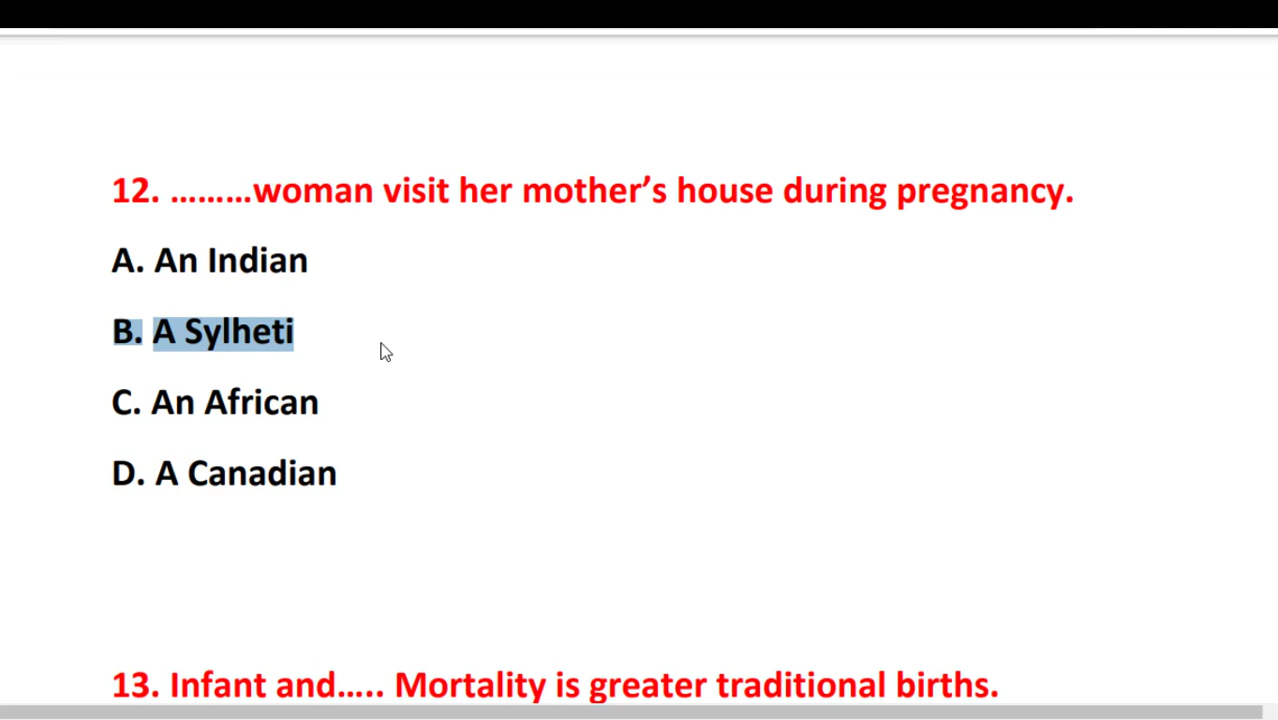 12. .........woman visit her mother’s house during pregnancy.
A. An Indian
B. A Sylheti
C. An African
D. A Canadian
13. Infant and..... Mortality is greater traditional births.